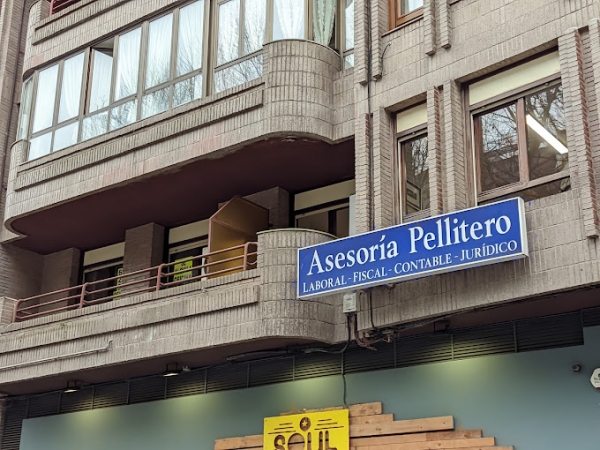 Asesoría Pellitero
LABORAL - FISCAL - CONTABLE - JURÍDICO
SOUL